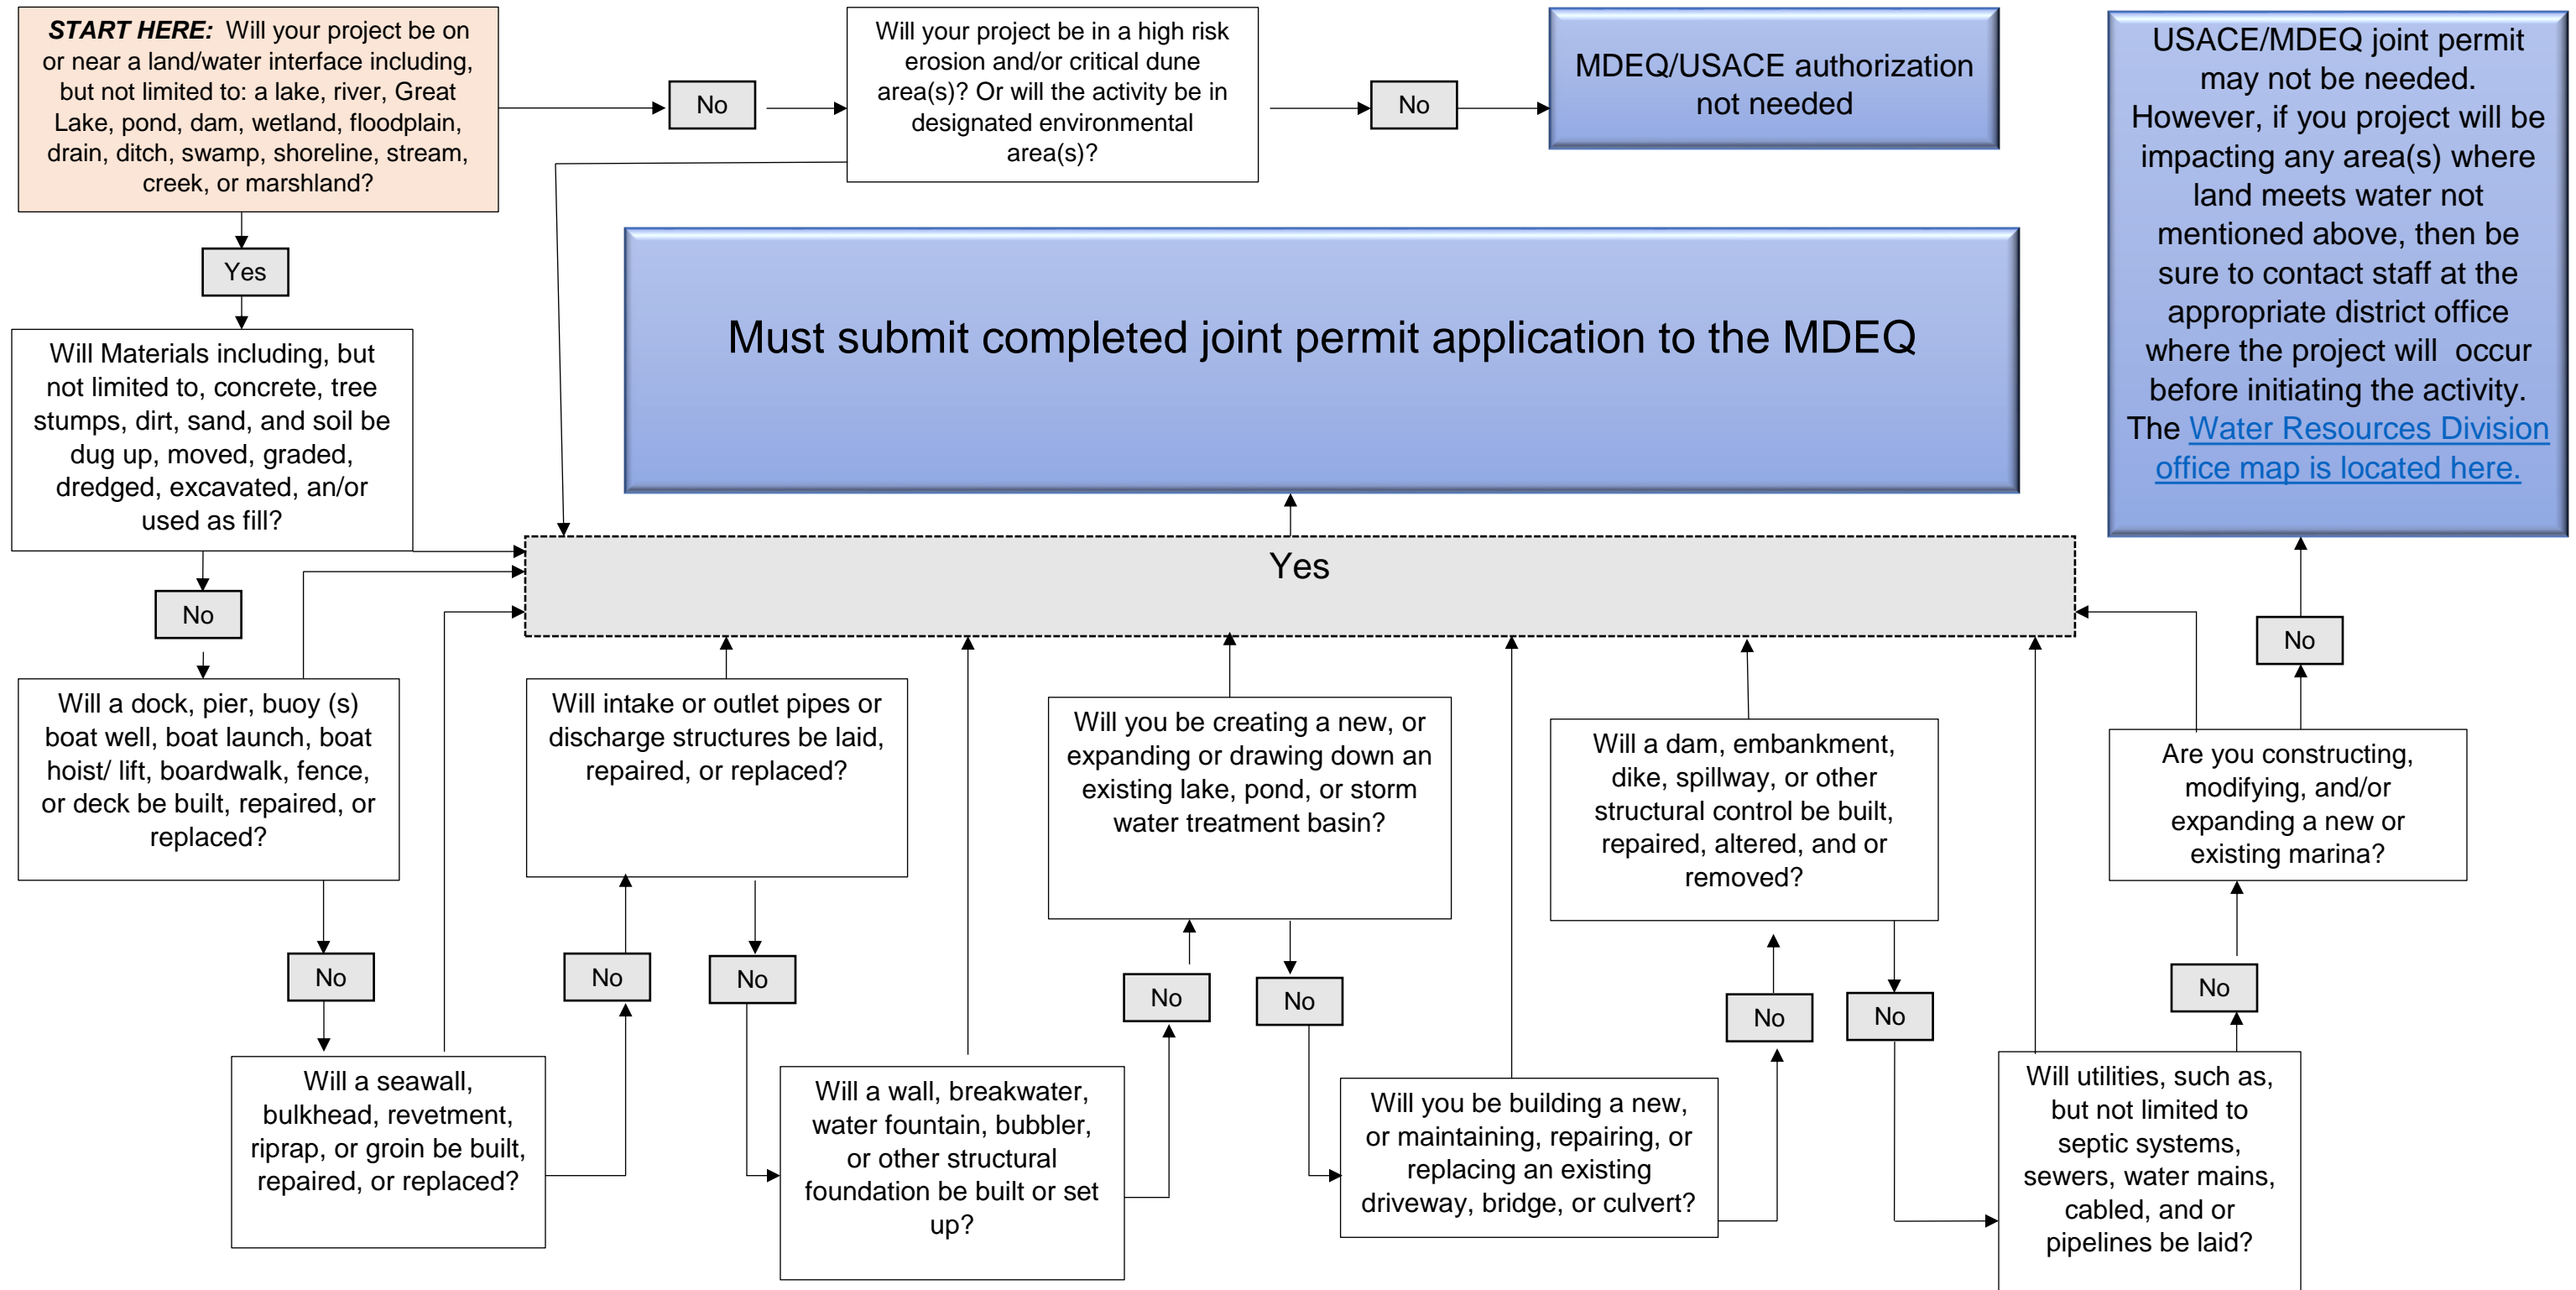 START HERE: Will your project be on
or near a land/water interface including,
but not limited to: a lake, river, Great
Lake, pond, dam, wetland, floodplain,
drain, ditch, swamp, shoreline, stream,
creek, or marshland?
No
Will your project be in a high risk
erosion and/or critical dune
area(s)? Or will the activity be in
designated environmental
area(s)?
No
MDEQ/USACE authorization
not needed
USACE/MDEQ joint permit
may not be needed.
However, if you project will be
impacting any area(s) where
land meets water not
mentioned above, then be
sure to contact staff at the
appropriate district office
where the project will occur
before initiating the activity.
The Water Resources Division
office map is located here.
Yes
Must submit completed joint permit application to the MDEQ
Will Materials including, but
not limited to, concrete, tree
stumps, dirt, sand, and soil be
dug up, moved, graded,
dredged, excavated, an/or
used as fill?
Yes
No
No
Will a dock, pier, buoy (s)
boat well, boat launch, boat
hoist/ lift, boardwalk, fence,
or deck be built, repaired, or
replaced?
Will intake or outlet pipes or
discharge structures be laid,
repaired, or replaced?
Will you be creating a new, or
expanding or drawing down an
existing lake, pond, or storm
water treatment basin?
Will a dam, embankment,
dike, spillway, or other
structural control be built,
repaired, altered, and or
removed?
Are you constructing,
modifying, and/or
expanding a new or
existing marina?
No
No
No
No
No
No
No
No
Will a seawall,
bulkhead, revetment,
riprap, or groin be built,
repaired, or replaced?
Will a wall, breakwater,
water fountain, bubbler,
or other structural
foundation be built or set
up?
Will you be building a new,
or maintaining, repairing, or
replacing an existing
driveway, bridge, or culvert?
Will utilities, such as,
but not limited to
septic systems,
sewers, water mains,
cabled, and or
pipelines be laid?